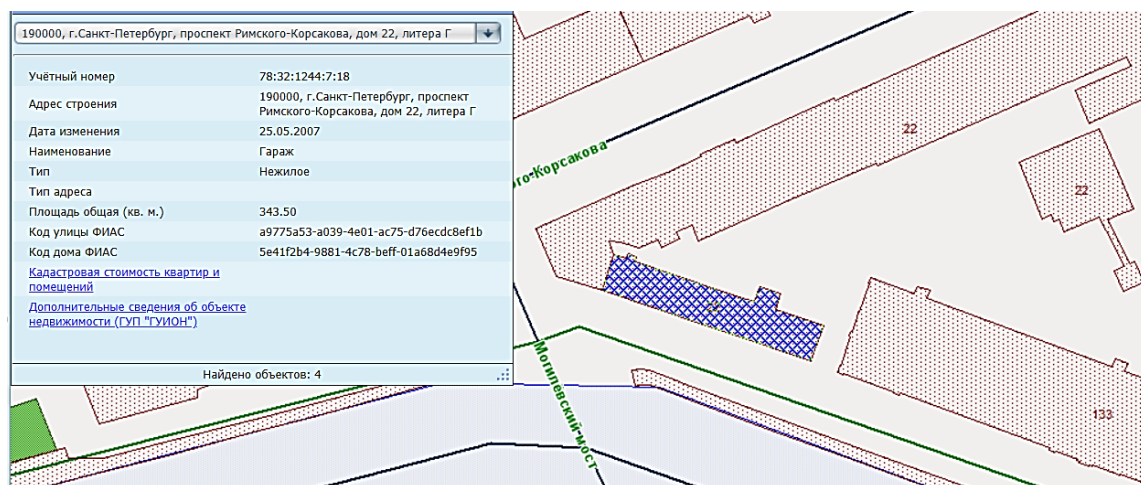 190000, г.Санкт-Петербург, проспект Римского-Корсакова, дом 22, литера Г
Учётный номер 78:32:1244:7:18
Адрес строения 190000, г.Санкт-Петербург, проспект
Римского-Корсакова, дом 22, литера Г
Дата изменения 25.05.2007
Наименование Гараж
Тип Нежилое
Тип адреса
Площадь общая (кв. м.) 343.50
Код улицы ФИАС a9775a53-a039-4e01-ac75-d76ecdc8ef1b
Код дома ФИАС 5e41f2b4-9881-4c78-beff-01a68d4e9f95
Кадастровая стоимость квартир и
помещений
Дополнительные сведения об объекте
недвижимости (ГУП "ГУИОН")
Найдено объектов: 4
го-Корсакова
22
22
Могилевский мост
133